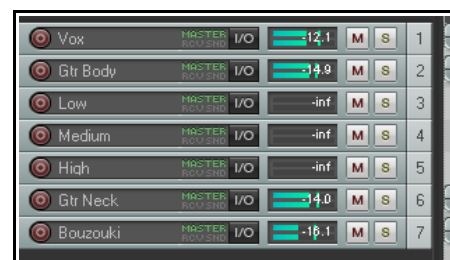 Vox MASTER RCV SND I/O -12.1 M S 1
Gtr Body MASTER RCV SND I/O -14.9 M S 2
Low MASTER RCV SND I/O -inf M S 3
Medium MASTER RCV SND I/O -inf M S 4
High MASTER RCV SND I/O -inf M S 5
Gtr Neck MASTER RCV SND I/O -14.0 M S 6
Bouzouki MASTER RCV SND I/O -16.1 M S 7